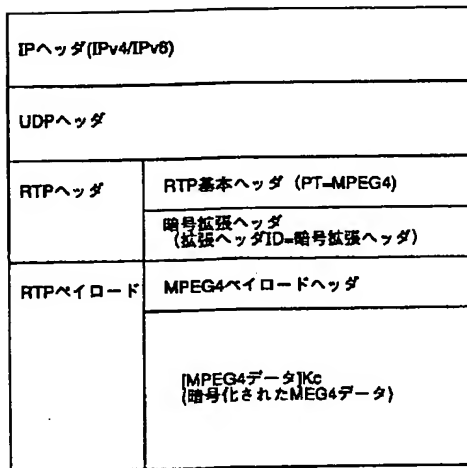 IPヘッダ(IPv4/IPv6)
UDPヘッダ
RTPヘッダ
RTP基本ヘッダ（PT=MPEG4)
暗号拡張ヘッダ
（拡張ヘッダID=暗号拡張ヘッダ）
RTPペイロード
MPEG4ペイロードヘッダ
[MPEG4データ]Kc
(暗号化されたMEG4データ)